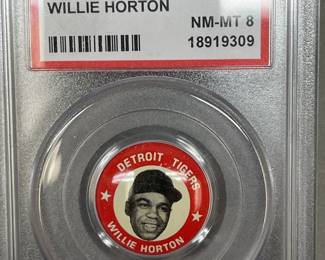 WILLIE HORTON
NM-MT 8
18919309
DETROIT TIGERS
WILLIE HORTON